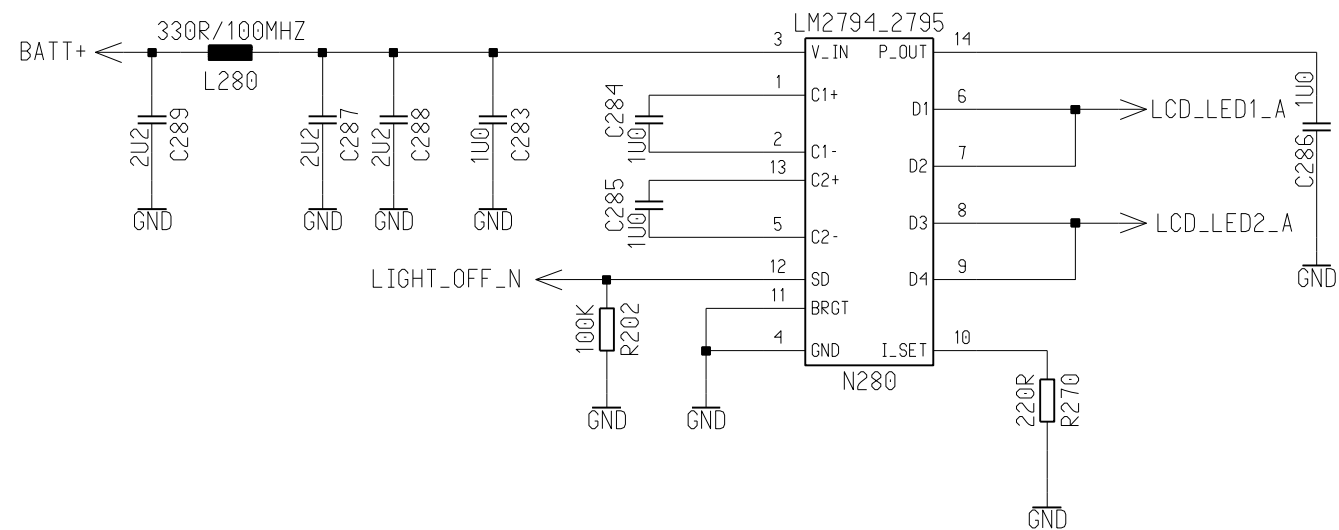 330R/100MHZ
LM2794_2795
BATT+
L280
3
V_IN
P_OUT
14
1
C1+
D1
6
LCD_LED1_A
2U2
C289
2U2
C287
2U2
C288
1U0
C283
C284
1U0
2
C1-
D2
7
1U0
C286
13
C2+
C285
1U0
D3
8
LCD_LED2_A
5
C2-
GND
GND
GND
GND
LIGHT_OFF_N
12
SD
D4
9
GND
11
BRGT
100K
R202
4
GND
I_SET
10
N280
220R
R270
GND
GND
GND